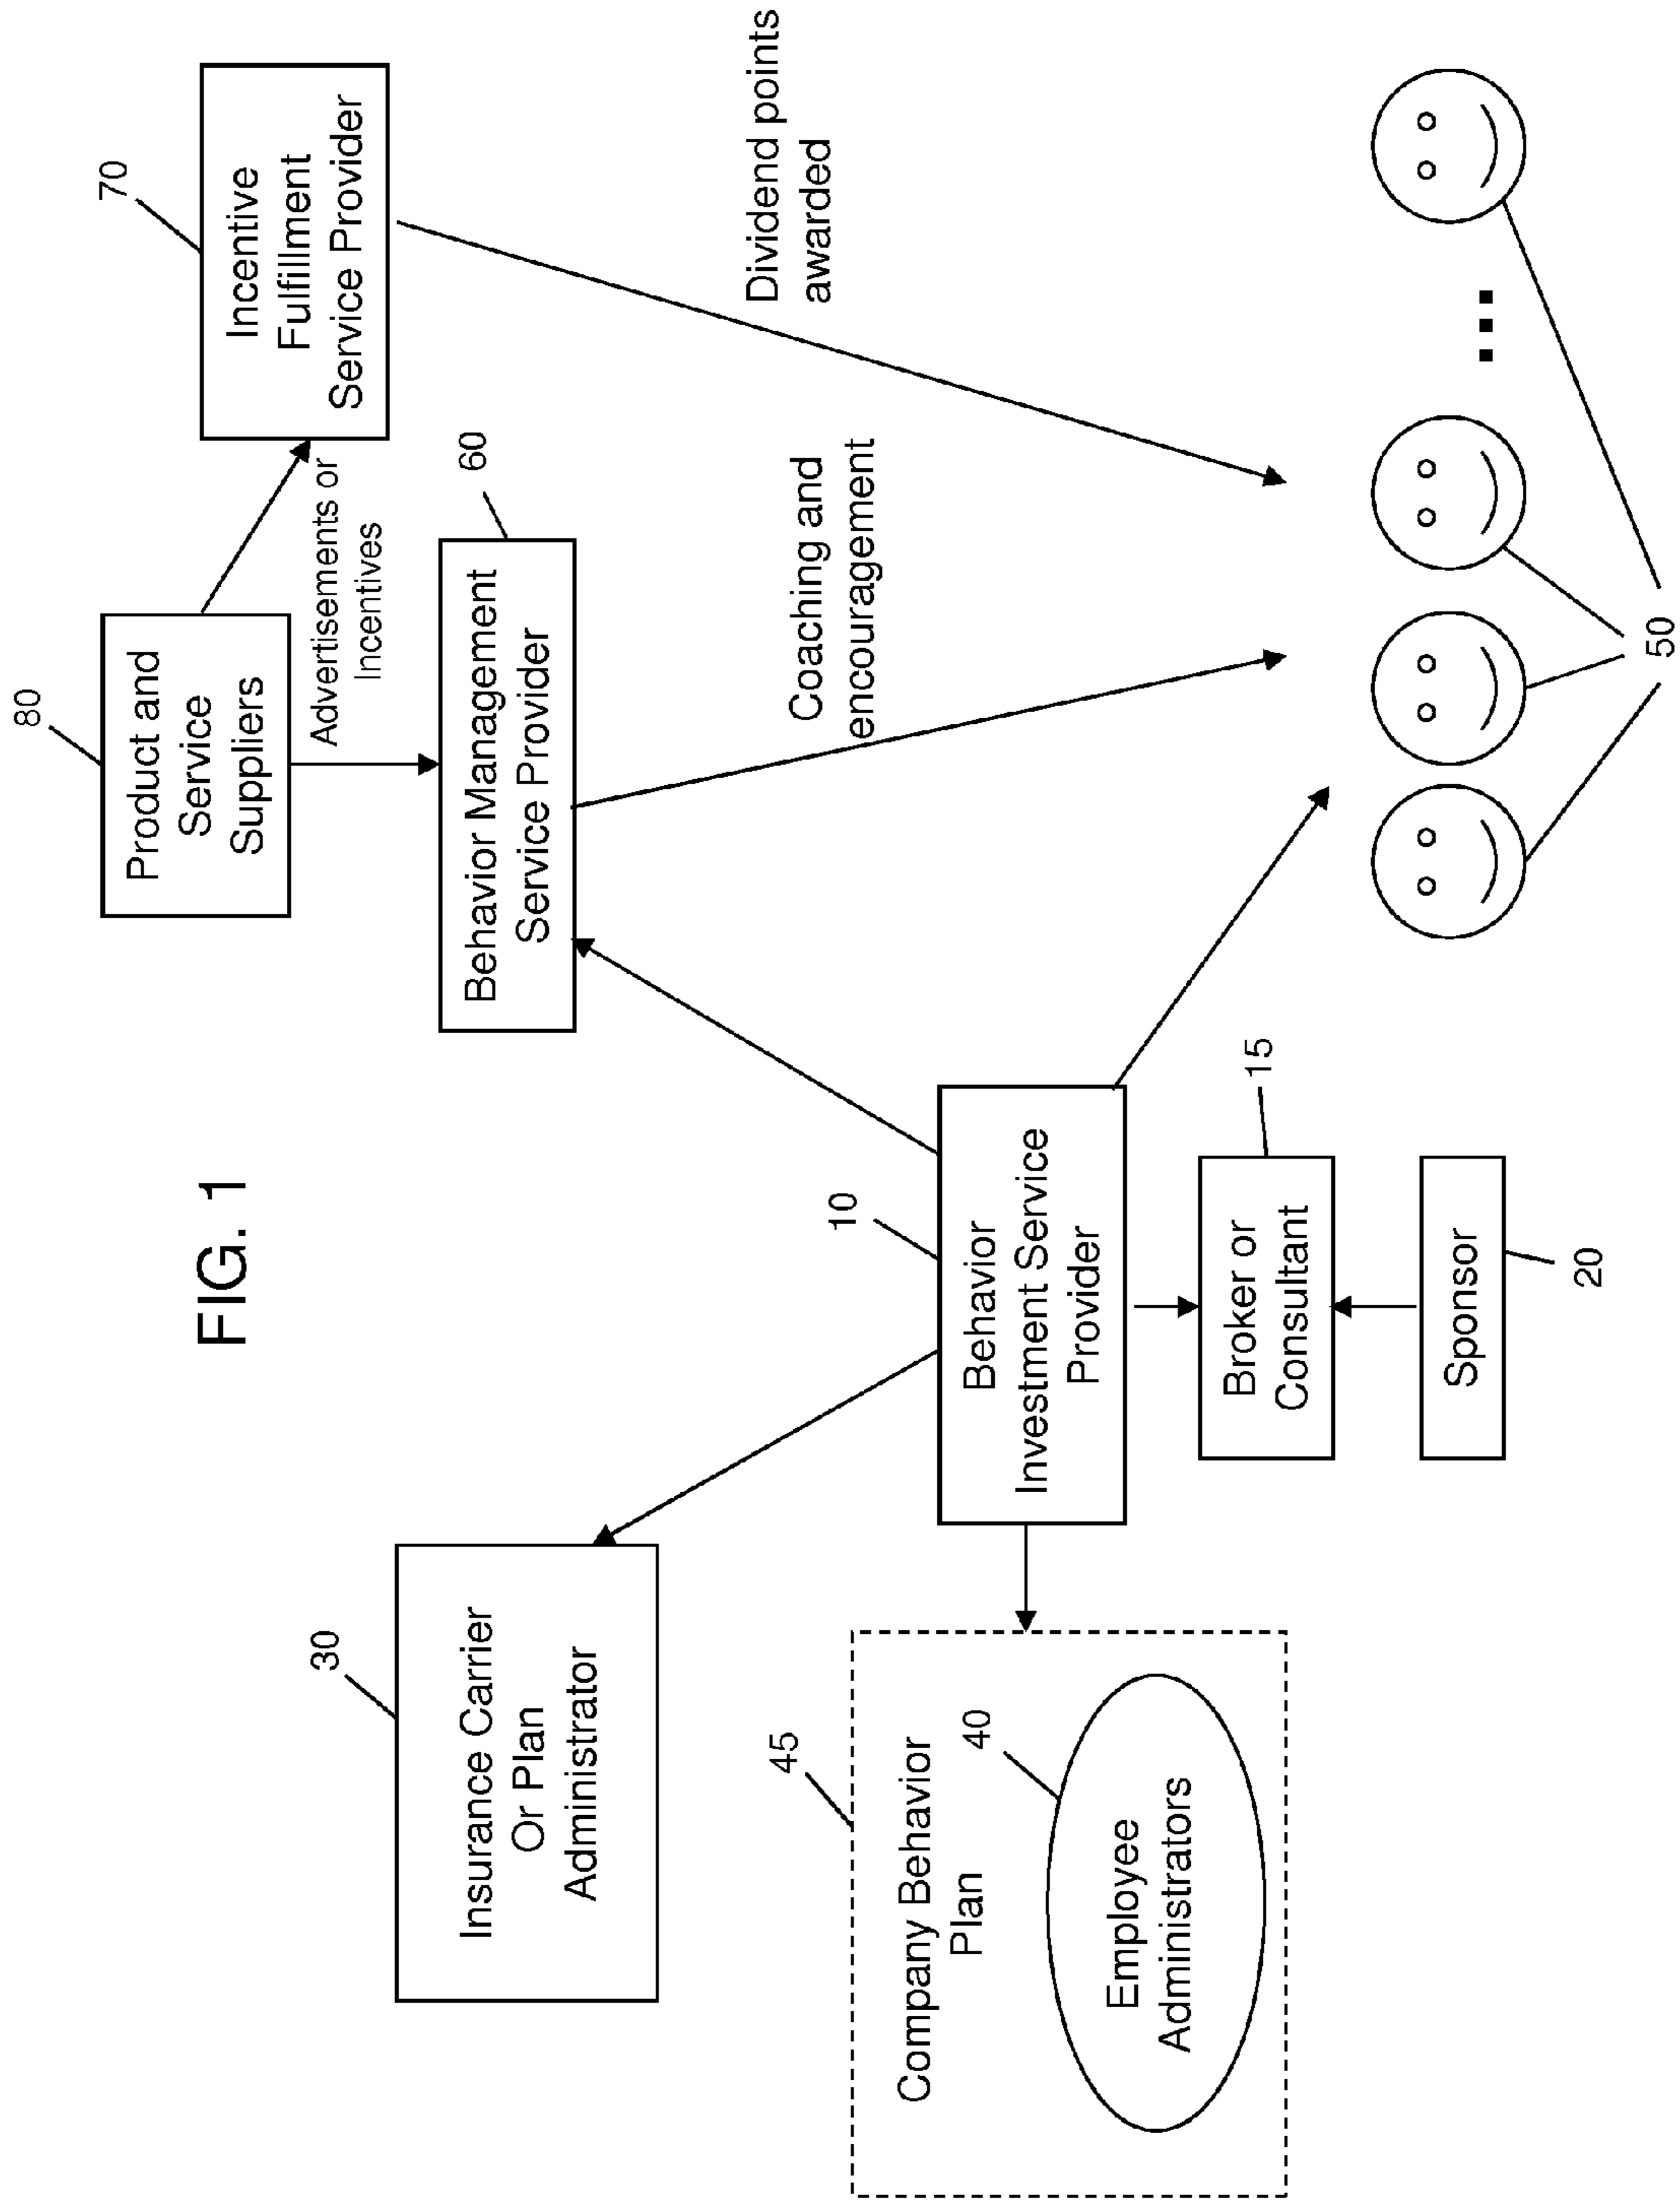 FIG. 1
80
Product and
Service
Suppliers
70
Incentive
Fulfillment
Service Provider
Advertisements or
Incentives
60
Behavior Management
Service Provider
30
Insurance Carrier
Or Plan
Administrator
Dividend points
awarded
Coaching and
encouragement
10
Behavior
Investment Service
Provider
45
Company Behavior
Plan
40
Employee
Administrators
15
Broker or
Consultant
Sponsor
20
...
50